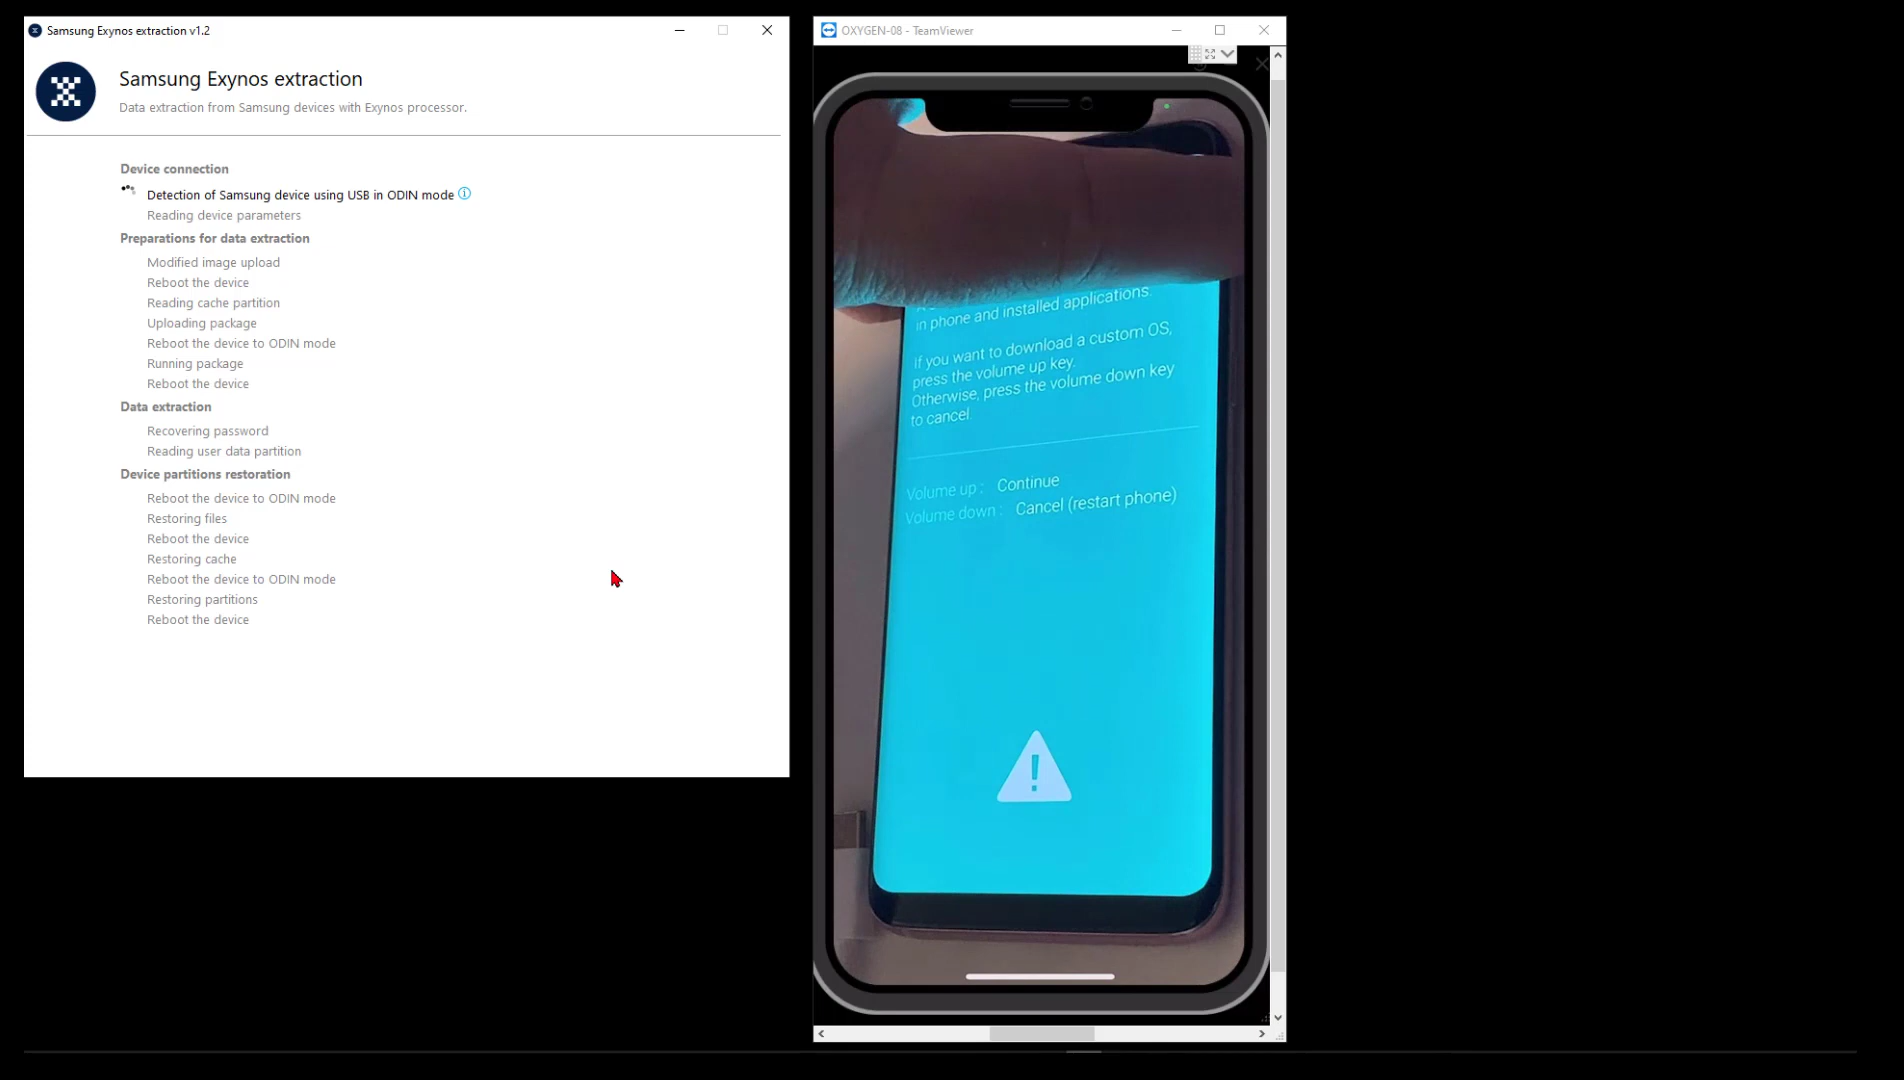 Samsung Exynos extraction v1.2
Samsung Exynos extraction
Data extraction from Samsung devices with Exynos processor.
Device connection
Detection of Samsung device using USB in ODIN mode
Reading device parameters
Preparations for data extraction
Modified image upload
Reboot the device
Reading cache partition
Uploading package
Reboot the device to ODIN mode
Running package
Reboot the device
Data extraction
Recovering password
Reading user data partition
Device partitions restoration
Reboot the device to ODIN mode
Restoring files
Reboot the device
Restoring cache
Reboot the device to ODIN mode
Restoring partitions
Reboot the device
OXYGEN-08 - TeamViewer
in phone and installed applications.
If you want to download a custom OS,
press the volume up key.
Otherwise, press the volume down key
to cancel.
Volume up : Continue
Volume down : Cancel (restart phone)